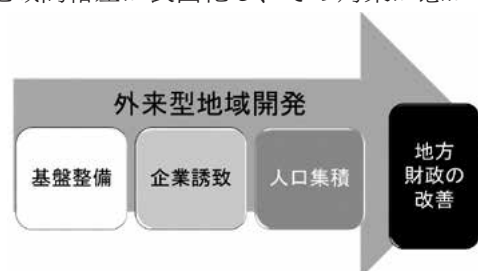 外来型地域開発
基盤整備
企業誘致
人口集積
地方
財政の
改善